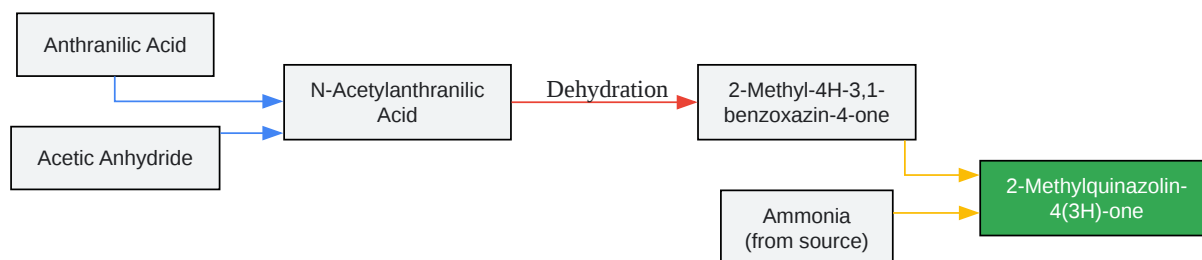 Anthranilic Acid
Acetic Anhydride
N-Acetylanthranilic
Acid
Dehydration
2-Methyl-4H-3,1-
benzoxazin-4-one
Ammonia
(from source)
2-Methylquinazolin-
4(3H)-one